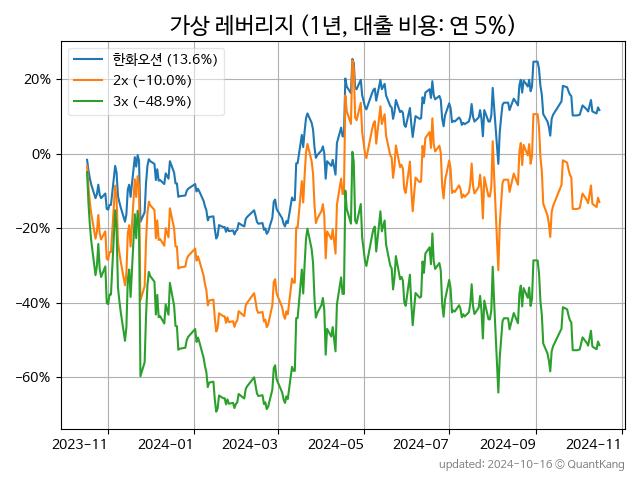 가상 레버리지 (1년, 대출 비용: 연 5%)
한화오션 (13.6%)
2x (−10.0%)
3x (−48.9%)
20%
0%
−20%
−40%
−60%
2023-11 2024-01 2024-03 2024-05 2024-07 2024-09 2024-11
updated: 2024-10-16 © QuantKang